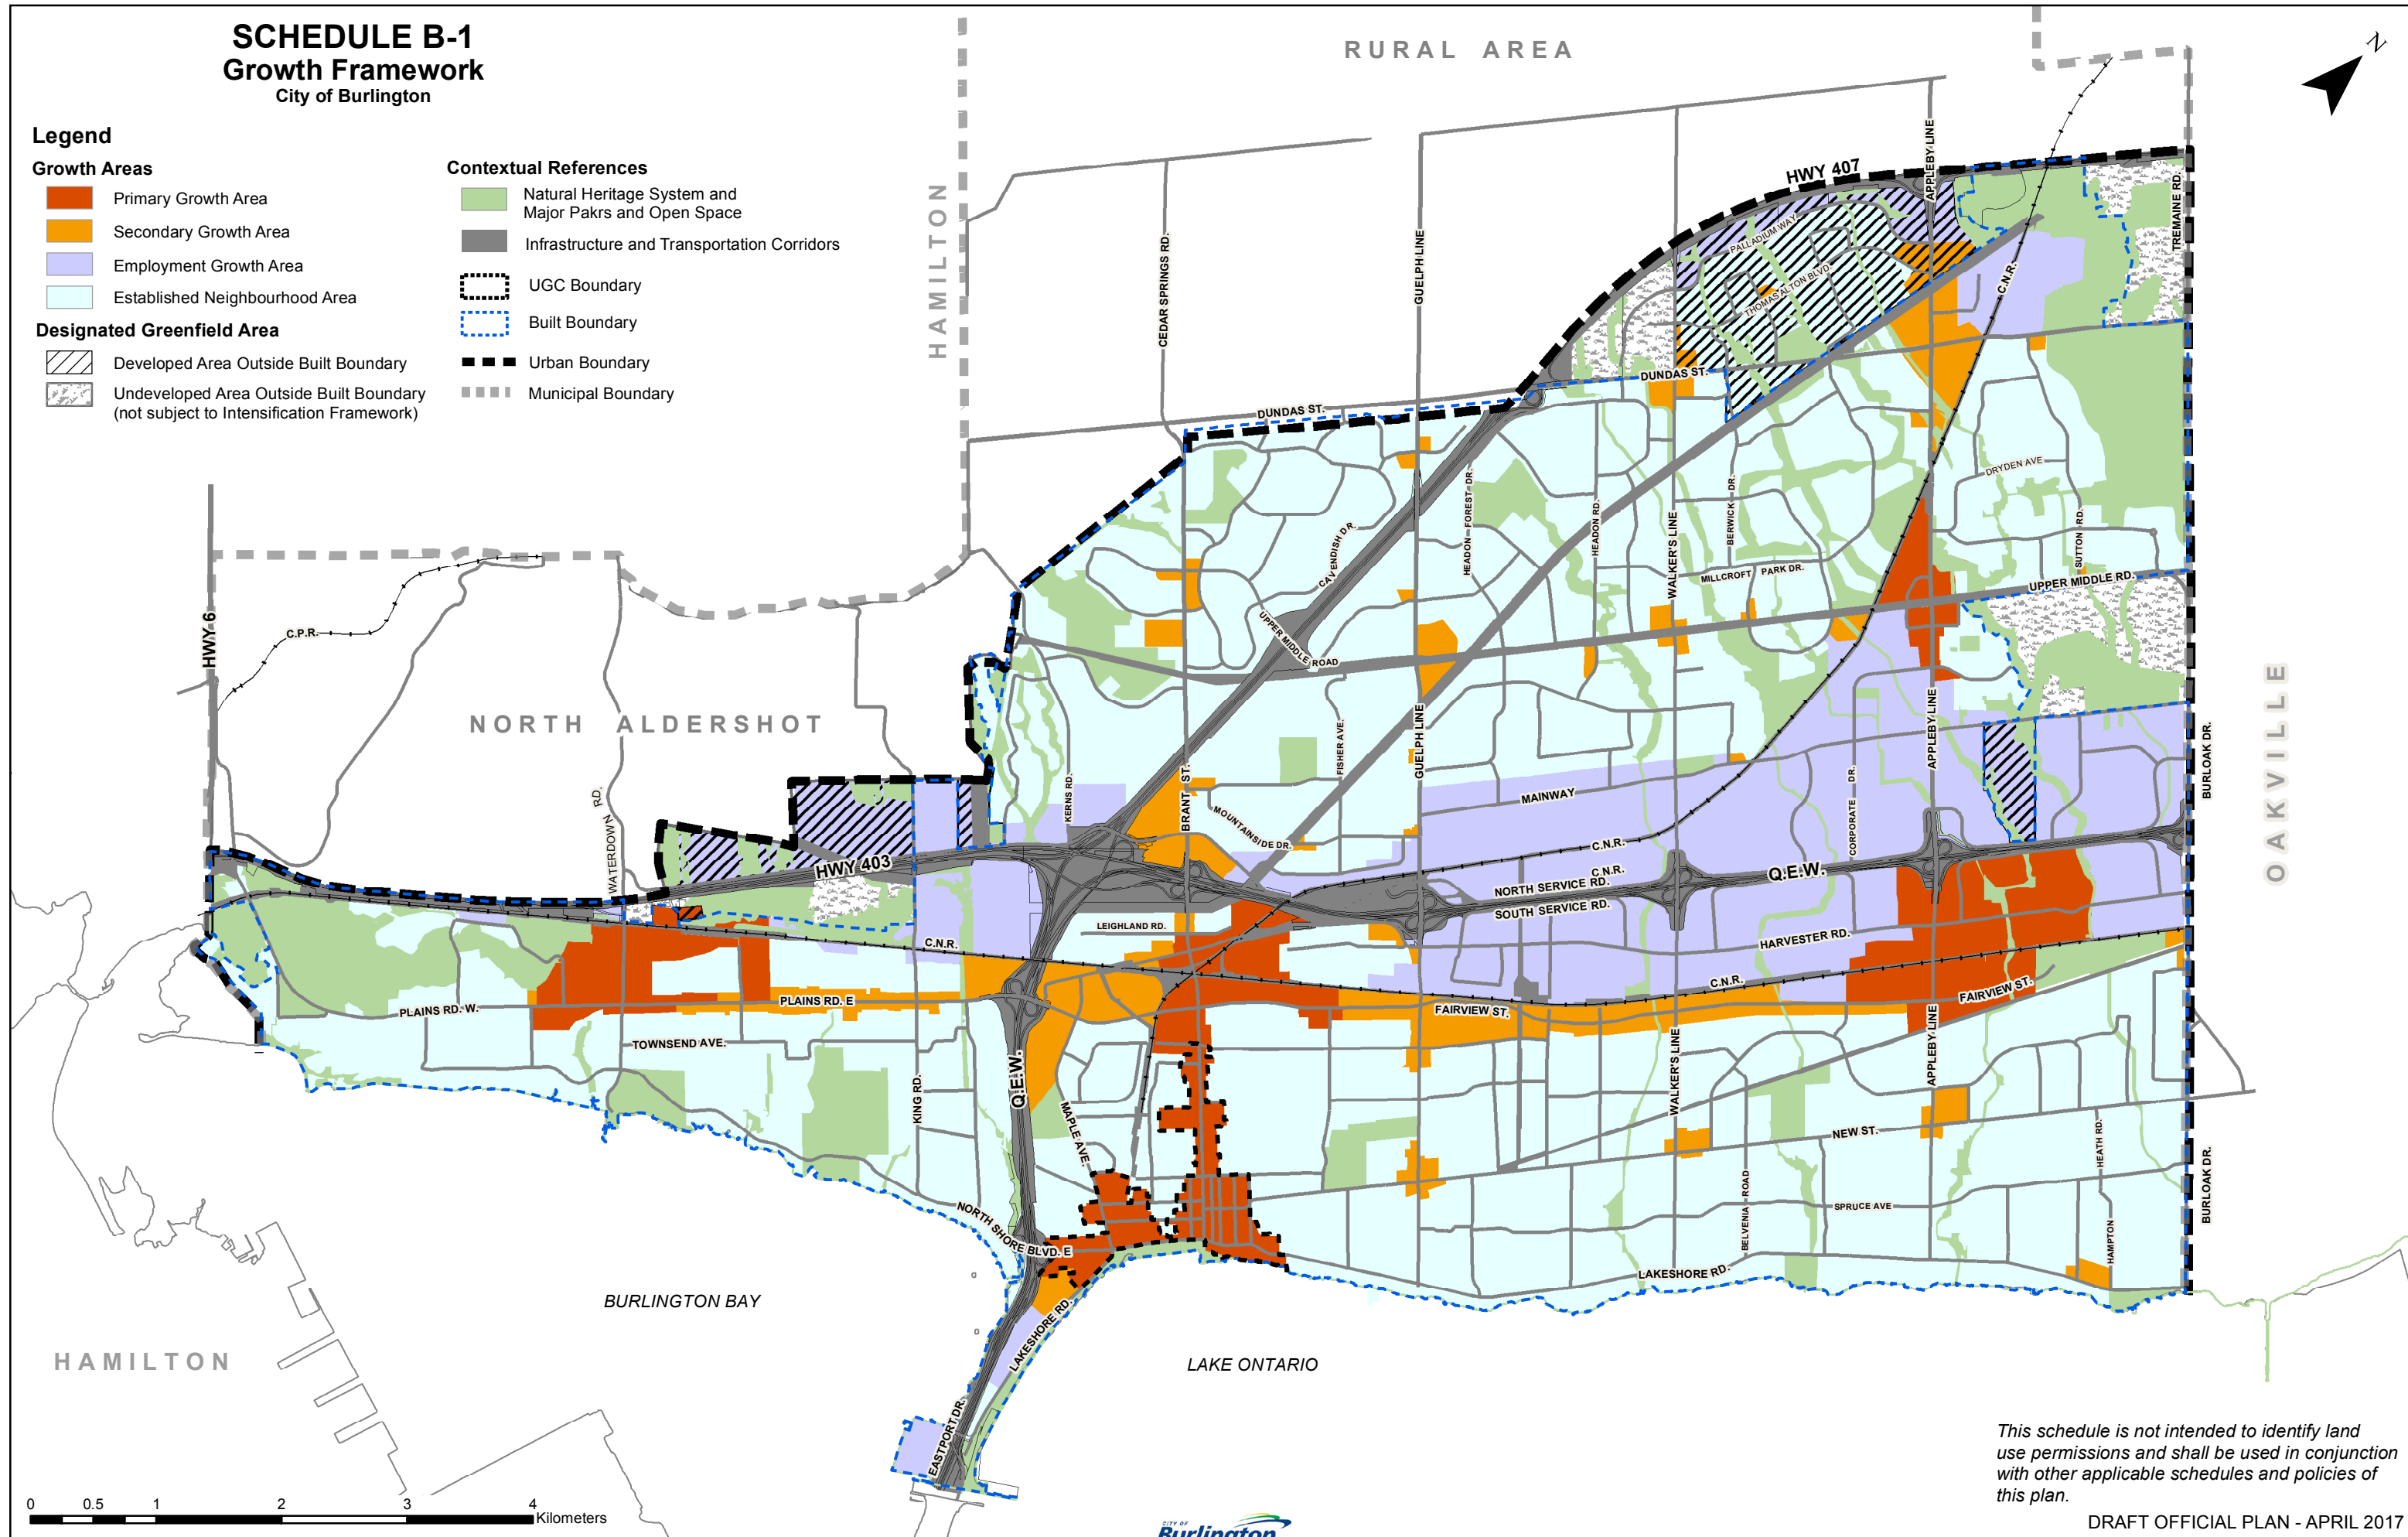 SCHEDULE B-1
Growth Framework
City of Burlington
Legend
Growth Areas
Primary Growth Area
Secondary Growth Area
Employment Growth Area
Established Neighbourhood Area
Designated Greenfield Area
Developed Area Outside Built Boundary
Undeveloped Area Outside Built Boundary
(not subject to Intensification Framework)
Contextual References
Natural Heritage System and
Major Pakrs and Open Space
Infrastructure and Transportation Corridors
UGC Boundary
Built Boundary
Urban Boundary
Municipal Boundary
RURAL AREA
N
HAMILTON
CEDAR SPRINGS RD.
GUELPH LINE
HWY 407
APPLEBY LINE
TREMAINE RD.
PALLADIUM WAY
THOMAS ALTON BLVD.
C.N.R.
DUNDAS ST.
DUNDAS ST.
HWY 6
C.P.R.
NORTH ALDERSHOT
WATERDOWN RD.
CAVENDISH DR.
HEADON FOREST DR.
HEADON RD.
WALKER'S LINE
BERWICK DR.
DRYDEN AVE
SUTTON RD.
MILLCROFT PARK DR.
UPPER MIDDLE RD.
UPPER MIDDLE ROAD
KERNS RD.
BRANT ST.
FISHER AVE.
GUELPH LINE
MAINWAY
CORPORATE DR.
APPLEBY LINE
BURLOAK DR.
OAKVILLE
MOUNTAINSIDE DR.
HWY 403
C.N.R.
C.N.R.
NORTH SERVICE RD.
SOUTH SERVICE RD.
Q.E.W.
LEIGHLAND RD.
HARVESTER RD.
C.N.R.
C.N.R.
PLAINS RD. W.
PLAINS RD. E
FAIRVIEW ST.
FAIRVIEW ST.
TOWNSEND AVE.
KING RD.
Q.E.W.
MAPLE AVE.
WALKER'S LINE
APPLEBY LINE
NEW ST.
HEATH RD.
BELVENIA ROAD
SPRUCE AVE
HAMPTON
BURLOAK DR.
NORTH SHORE BLVD. E
LAKESHORE RD.
LAKESHORE RD.
EASTPORT DR.
BURLINGTON BAY
LAKE ONTARIO
HAMILTON
0 0.5 1 2 3 4
Kilometers
CITY OF
Burlington
This schedule is not intended to identify land
use permissions and shall be used in conjunction
with other applicable schedules and policies of
this plan.
DRAFT OFFICIAL PLAN - APRIL 2017